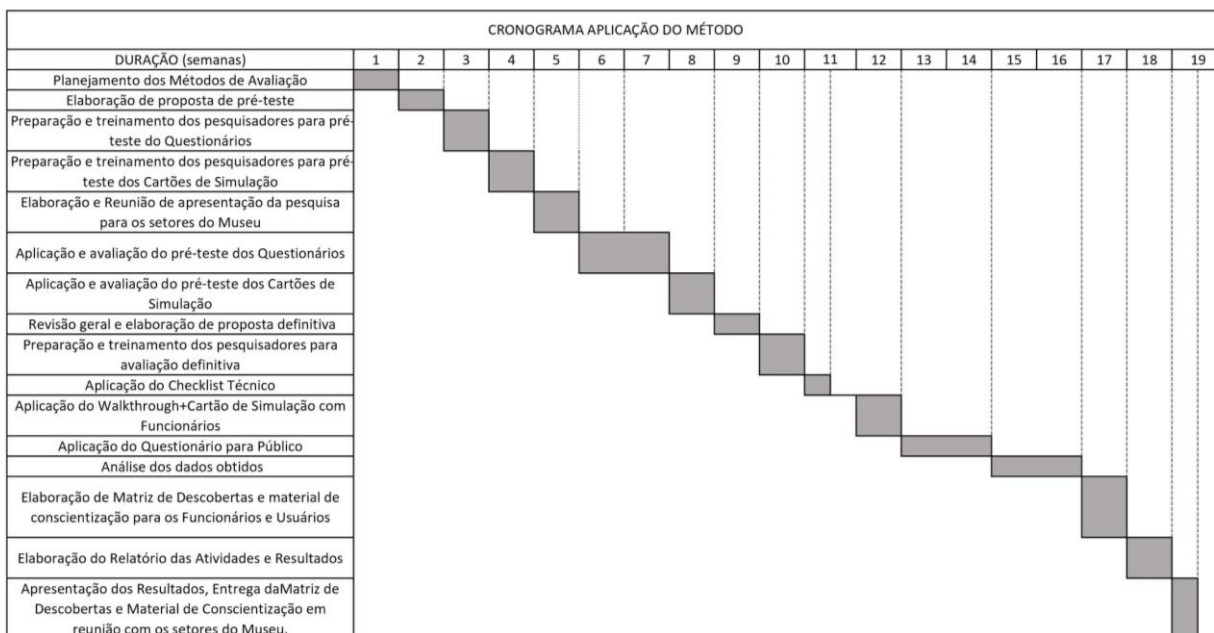 CRONOGRAMA APLICAÇÃO DO MÉTODO
DURAÇÃO (semanas) 1 2 3 4 5 6 7 8 9 10 11 12 13 14 15 16 17 18 19
Planejamento dos Métodos de Avaliação
Elaboração de proposta de pré-teste
Preparação e treinamento dos pesquisadores para pré-
teste do Questionários
Preparação e treinamento dos pesquisadores para pré-
teste dos Cartões de Simulação
Elaboração e Reunião de apresentação da pesquisa
para os setores do Museu
Aplicação e avaliação do pré-teste dos Questionários
Aplicação e avaliação do pré-teste dos Cartões de
Simulação
Revisão geral e elaboração de proposta definitiva
Preparação e treinamento dos pesquisadores para
avaliação definitiva
Aplicação do Checklist Técnico
Aplicação do Walkthrough+Cartão de Simulação com
Funcionários
Aplicação do Questionário para Público
Análise dos dados obtidos
Elaboração de Matriz de Descobertas e material de
conscientização para os Funcionários e Usuários
Elaboração do Relatório das Atividades e Resultados
Apresentação dos Resultados, Entrega daMatriz de
Descobertas e Material de Conscientização em
reunião com os setores do Museu.